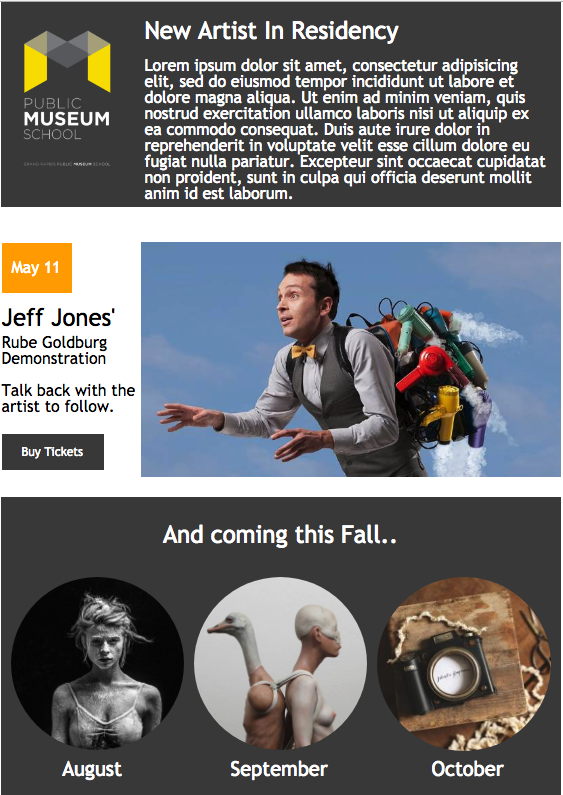 New Artist In Residency
PUBLIC
MUSEUM
SCHOOL
GRAND RAPIDS PUBLIC MUSEUM SCHOOL
Lorem ipsum dolor sit amet, consectetur adipisicing
elit, sed do eiusmod tempor incididunt ut labore et
dolore magna aliqua. Ut enim ad minim veniam, quis
nostrud exercitation ullamco laboris nisi ut aliquip ex
ea commodo consequat. Duis aute irure dolor in
reprehenderit in voluptate velit esse cillum dolore eu
fugiat nulla pariatur. Excepteur sint occaecat cupidatat
non proident, sunt in culpa qui officia deserunt mollit
anim id est laborum.
May 11
Jeff Jones'
Rube Goldburg
Demonstration
Talk back with the
artist to follow.
Buy Tickets
And coming this Fall..
August
September
October